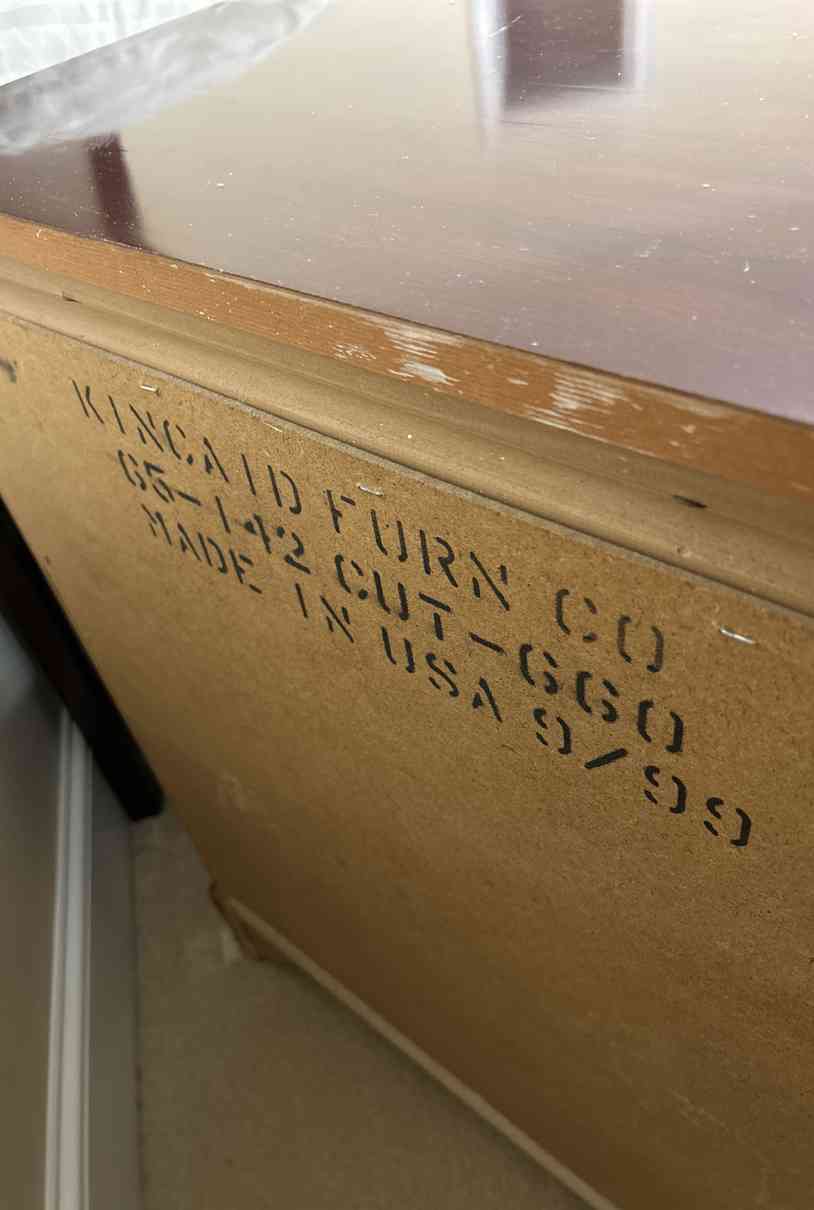 KINCAID FURN CO
65-142 CUT-660
MADE IN USA 9/99